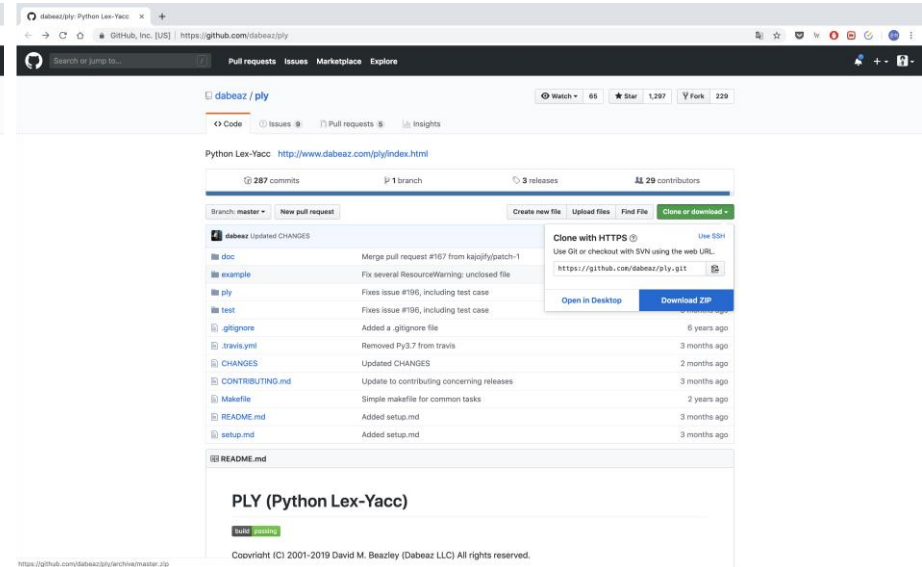 dabeaz/ply: Python Lex-Yacc × +
GitHub, Inc. [US] | https://github.com/dabeaz/ply
Search or jump to... / Pull requests Issues Marketplace Explore
dabeaz / ply Watch 65 Star 1,297 Fork 229
Code Issues 9 Pull requests 5 Insights
Python Lex-Yacc http://www.dabeaz.com/ply/index.html
287 commits 1 branch 3 releases 29 contributors
Branch: master New pull request Create new file Upload files Find File Clone or download
dabeaz Updated CHANGES
Clone with HTTPS Use SSH
Use Git or checkout with SVN using the web URL.
https://github.com/dabeaz/ply.git
Open in Desktop Download ZIP
doc Merge pull request #167 from kajojify/patch-1
example Fix several ResourceWarning: unclosed file
ply Fixes issue #196, including test case
test Fixes issue #196, including test case
.gitignore Added a .gitignore file 6 years ago
.travis.yml Removed Py3.7 from travis 3 months ago
CHANGES Updated CHANGES 2 months ago
CONTRIBUTING.md Update to contributing concerning releases 3 months ago
Makefile Simple makefile for common tasks 2 years ago
README.md Added setup.md 3 months ago
setup.md Added setup.md 3 months ago
README.md
PLY (Python Lex-Yacc)
build passing
Copyright (C) 2001-2019 David M. Beazley (Dabeaz LLC) All rights reserved.
https://github.com/dabeaz/ply/archive/master.zip